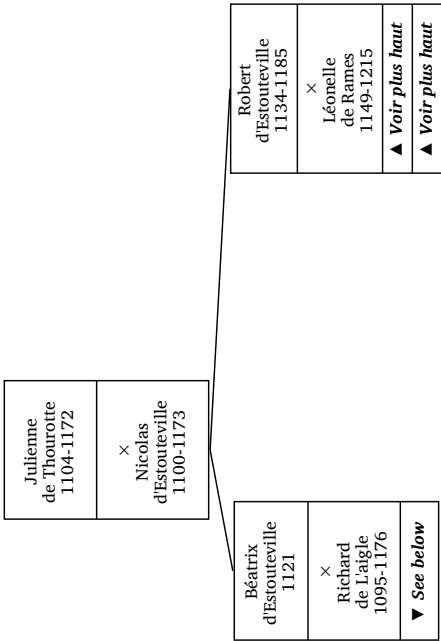 Julienne
de Thourotte
1104-1172
×
Nicolas
d'Estouteville
1100-1173
Béatrix
d'Estouteville
1121
×
Richard
de L'aigle
1095-1176
▼ See below
Robert
d'Estouteville
1134-1185
×
Léonelle
de Rames
1149-1215
▲ Voir plus haut
▲ Voir plus haut